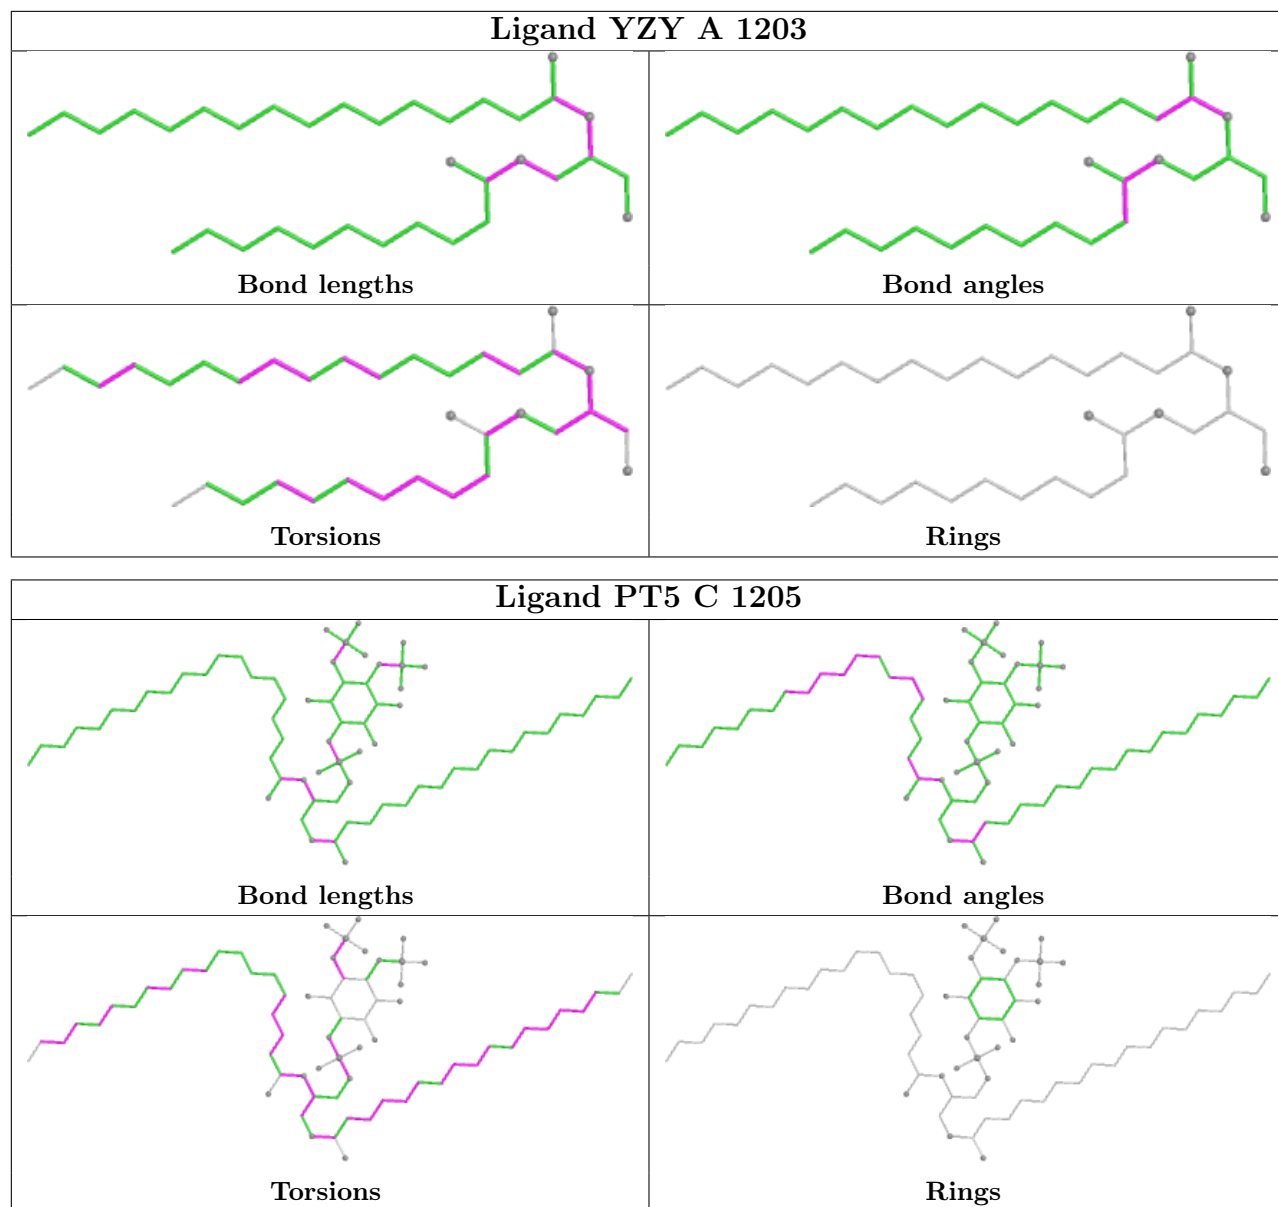 Ligand YZY A 1203
Bond lengths
Bond angles
Torsions
Rings
Ligand PT5 C 1205
Bond lengths
Bond angles
Torsions
Rings